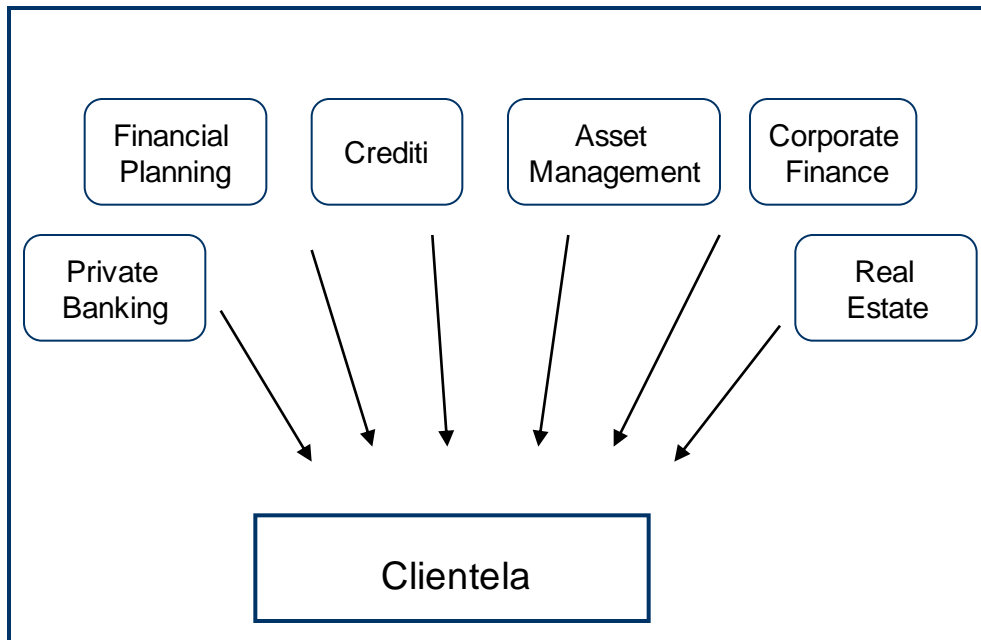 Financial
Planning
Crediti
Asset
Management
Corporate
Finance
Private
Banking
Real
Estate
Clientela